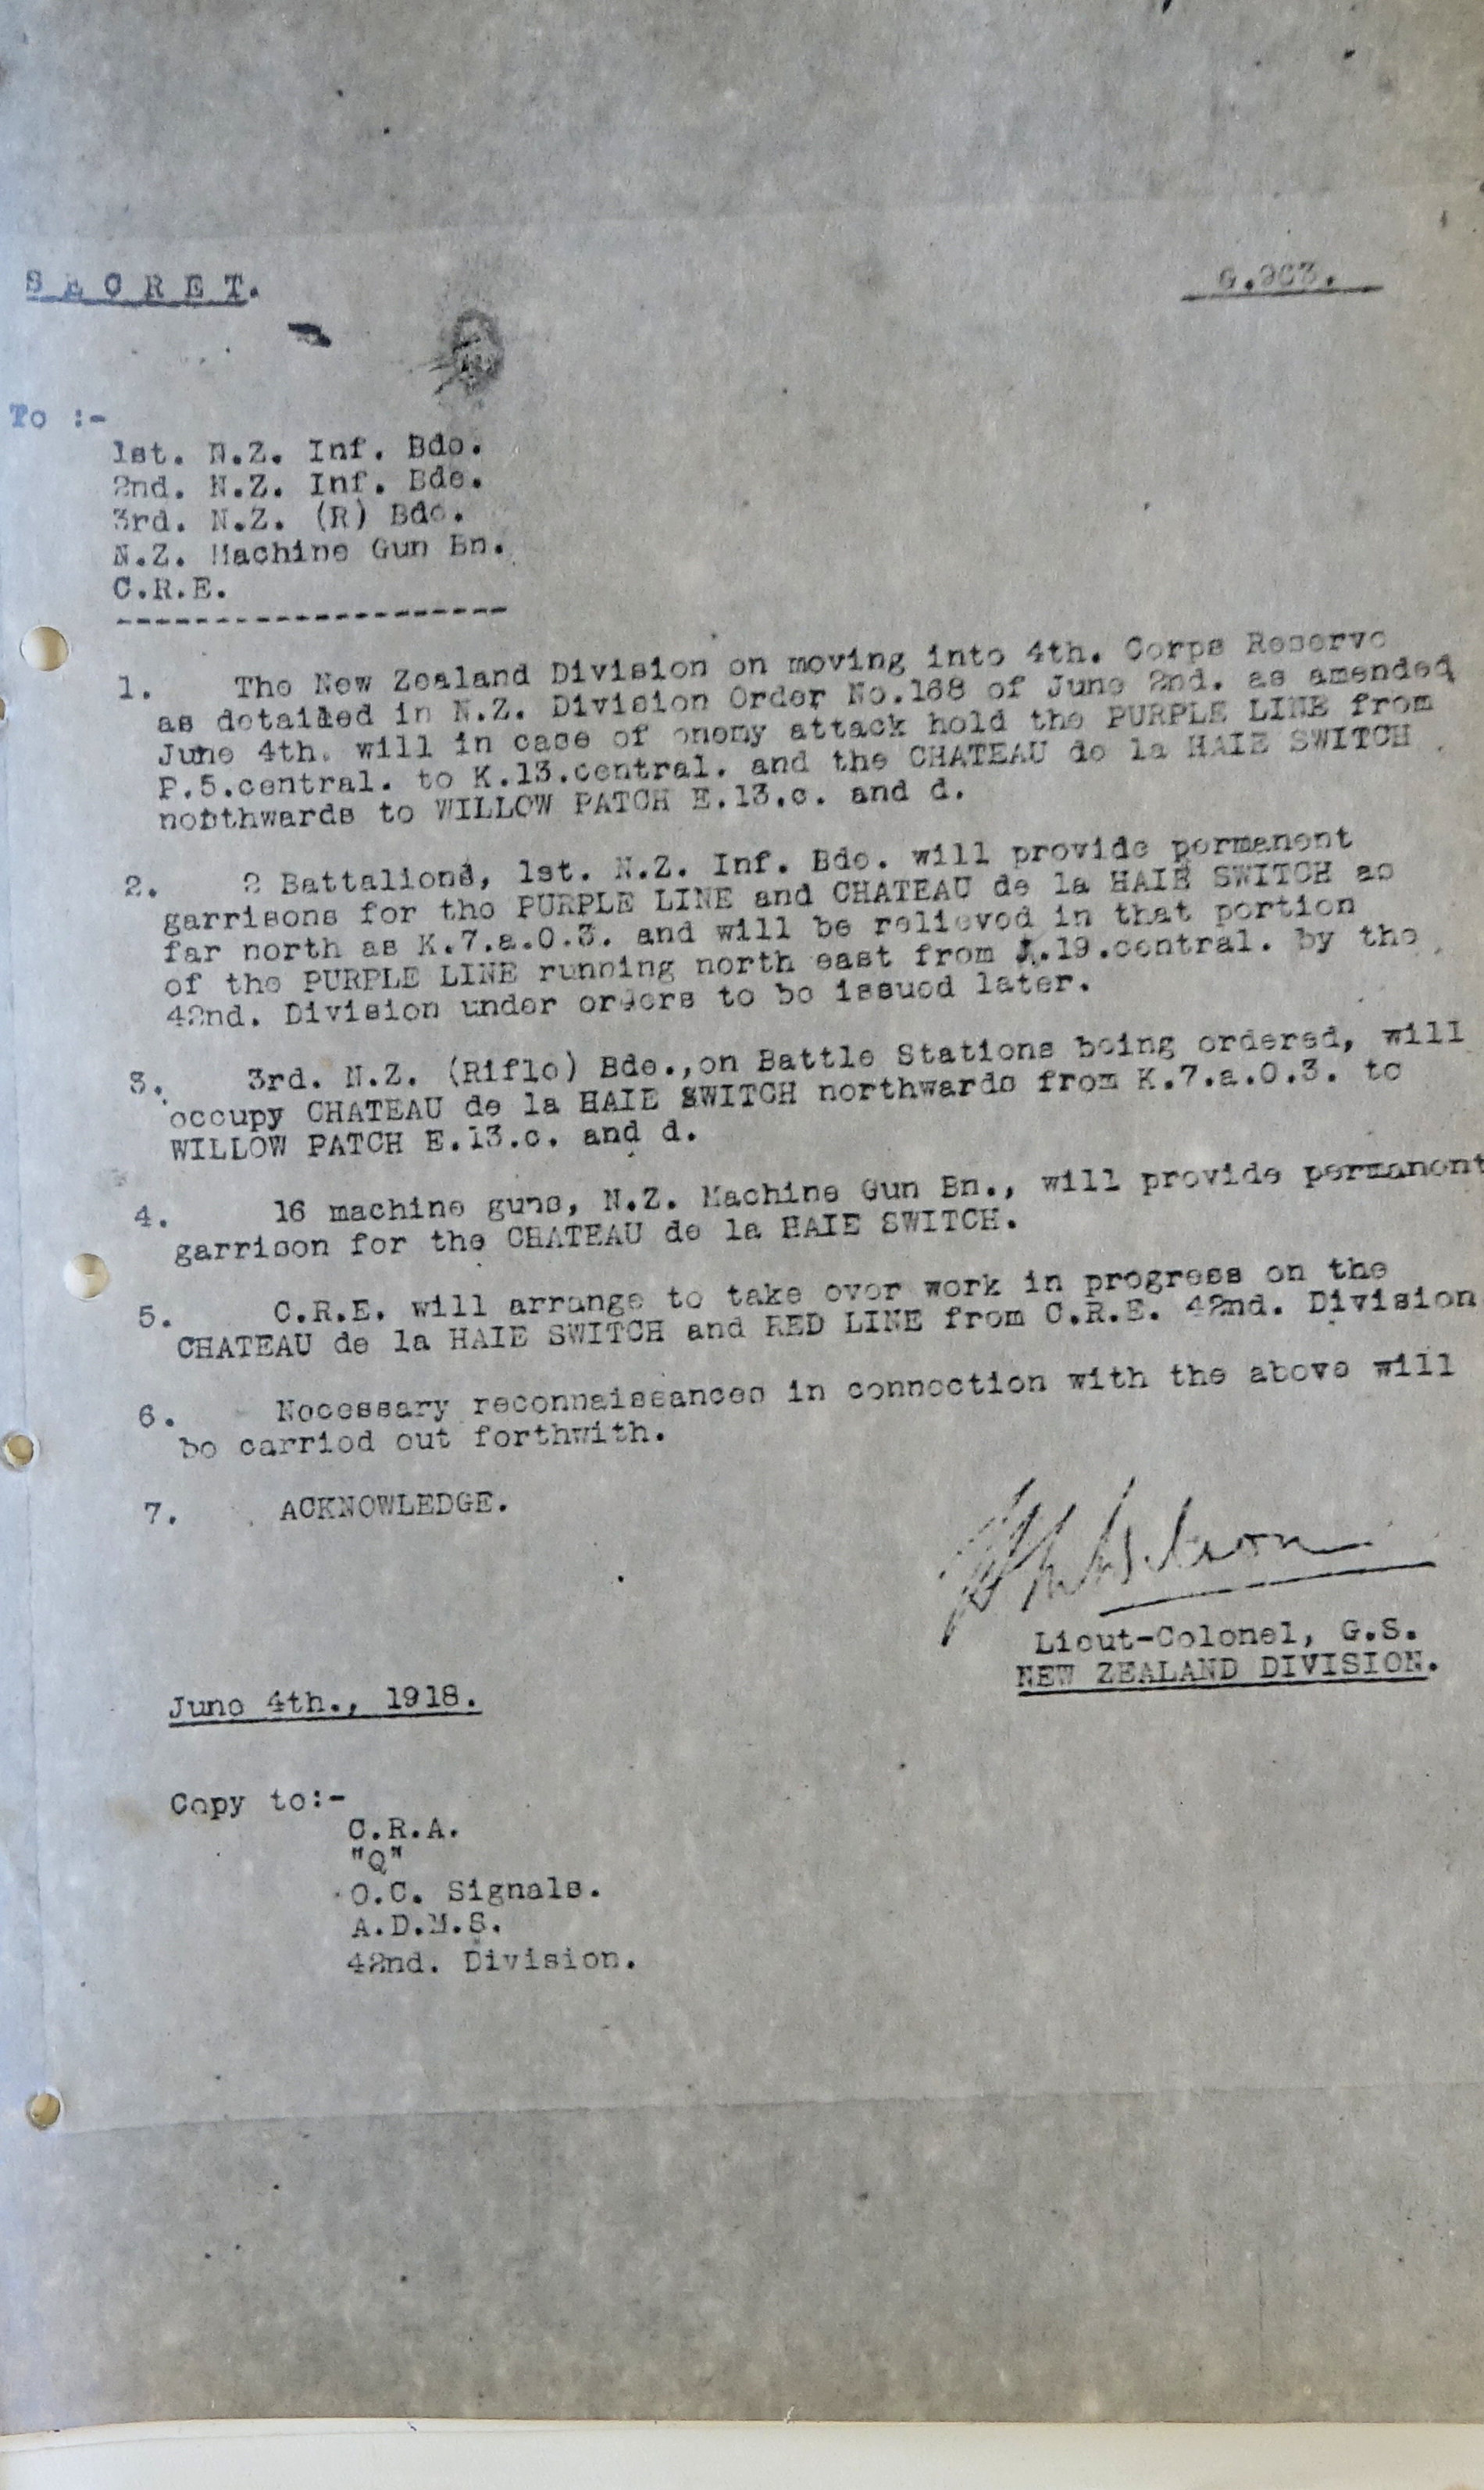 SECRET.
G.903.
To :-
1st. N.Z. Inf. Bde.
2nd. N.Z. Inf. Bde.
3rd. N.Z. (R) Bde.
N.Z. Machine Gun Bn.
C.R.E.
--------------------
1. The New Zealand Division on moving into 4th. Corps Reserve
as detailed in N.Z. Division Order No.168 of June 2nd. as amended
June 4th. will in case of enemy attack hold the PURPLE LINE from
P.5.central. to K.13.central. and the CHATEAU de la HAIE SWITCH
northwards to WILLOW PATCH E.13.c. and d.
2. 2 Battalions, 1st. N.Z. Inf. Bde. will provide permanent
garrisons for the PURPLE LINE and CHATEAU de la HAIE SWITCH as
far north as K.7.a.0.3. and will be relieved in that portion
of the PURPLE LINE running north east from J.19.central. by the
42nd. Division under orders to be issued later.
3. 3rd. N.Z. (Rifle) Bde.,on Battle Stations being ordered, will
occupy CHATEAU de la HAIE SWITCH northwards from K.7.a.0.3. to
WILLOW PATCH E.13.c. and d.
4. 16 machine guns, N.Z. Machine Gun Bn., will provide permanent
garrison for the CHATEAU de la HAIE SWITCH.
5. C.R.E. will arrange to take over work in progress on the
CHATEAU de la HAIE SWITCH and RED LINE from C.R.E. 42nd. Division
6. Necessary reconnaissances in connection with the above will
be carried out forthwith.
7. ACKNOWLEDGE.
Lieut-Colonel, G.S.
NEW ZEALAND DIVISION.
June 4th., 1918.
Copy to:-
C.R.A.
"Q"
O.C. Signals.
A.D.M.S.
42nd. Division.